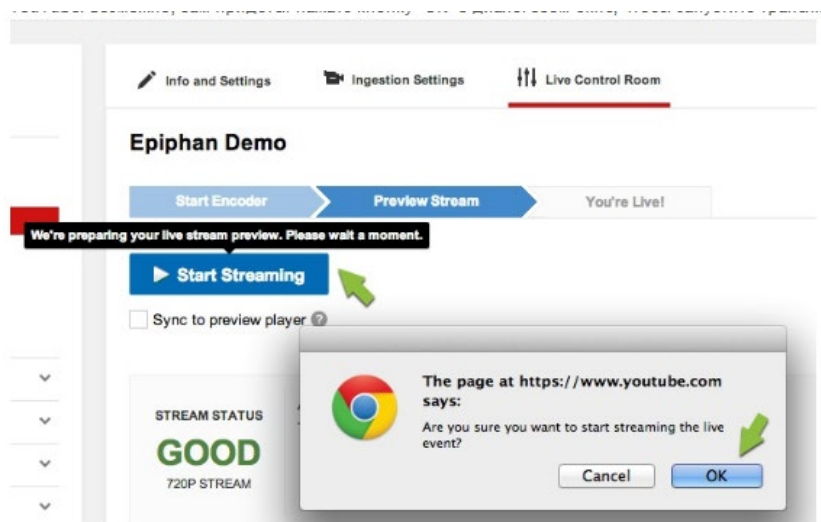 Info and Settings
Ingestion Settings
Live Control Room
Epiphan Demo
Start Encoder
Preview Stream
You're Live!
We're preparing your live stream preview. Please wait a moment.
Start Streaming
Sync to preview player ?
STREAM STATUS
GOOD
720P STREAM
The page at https://www.youtube.com
says:
Are you sure you want to start streaming the live
event?
Cancel
OK